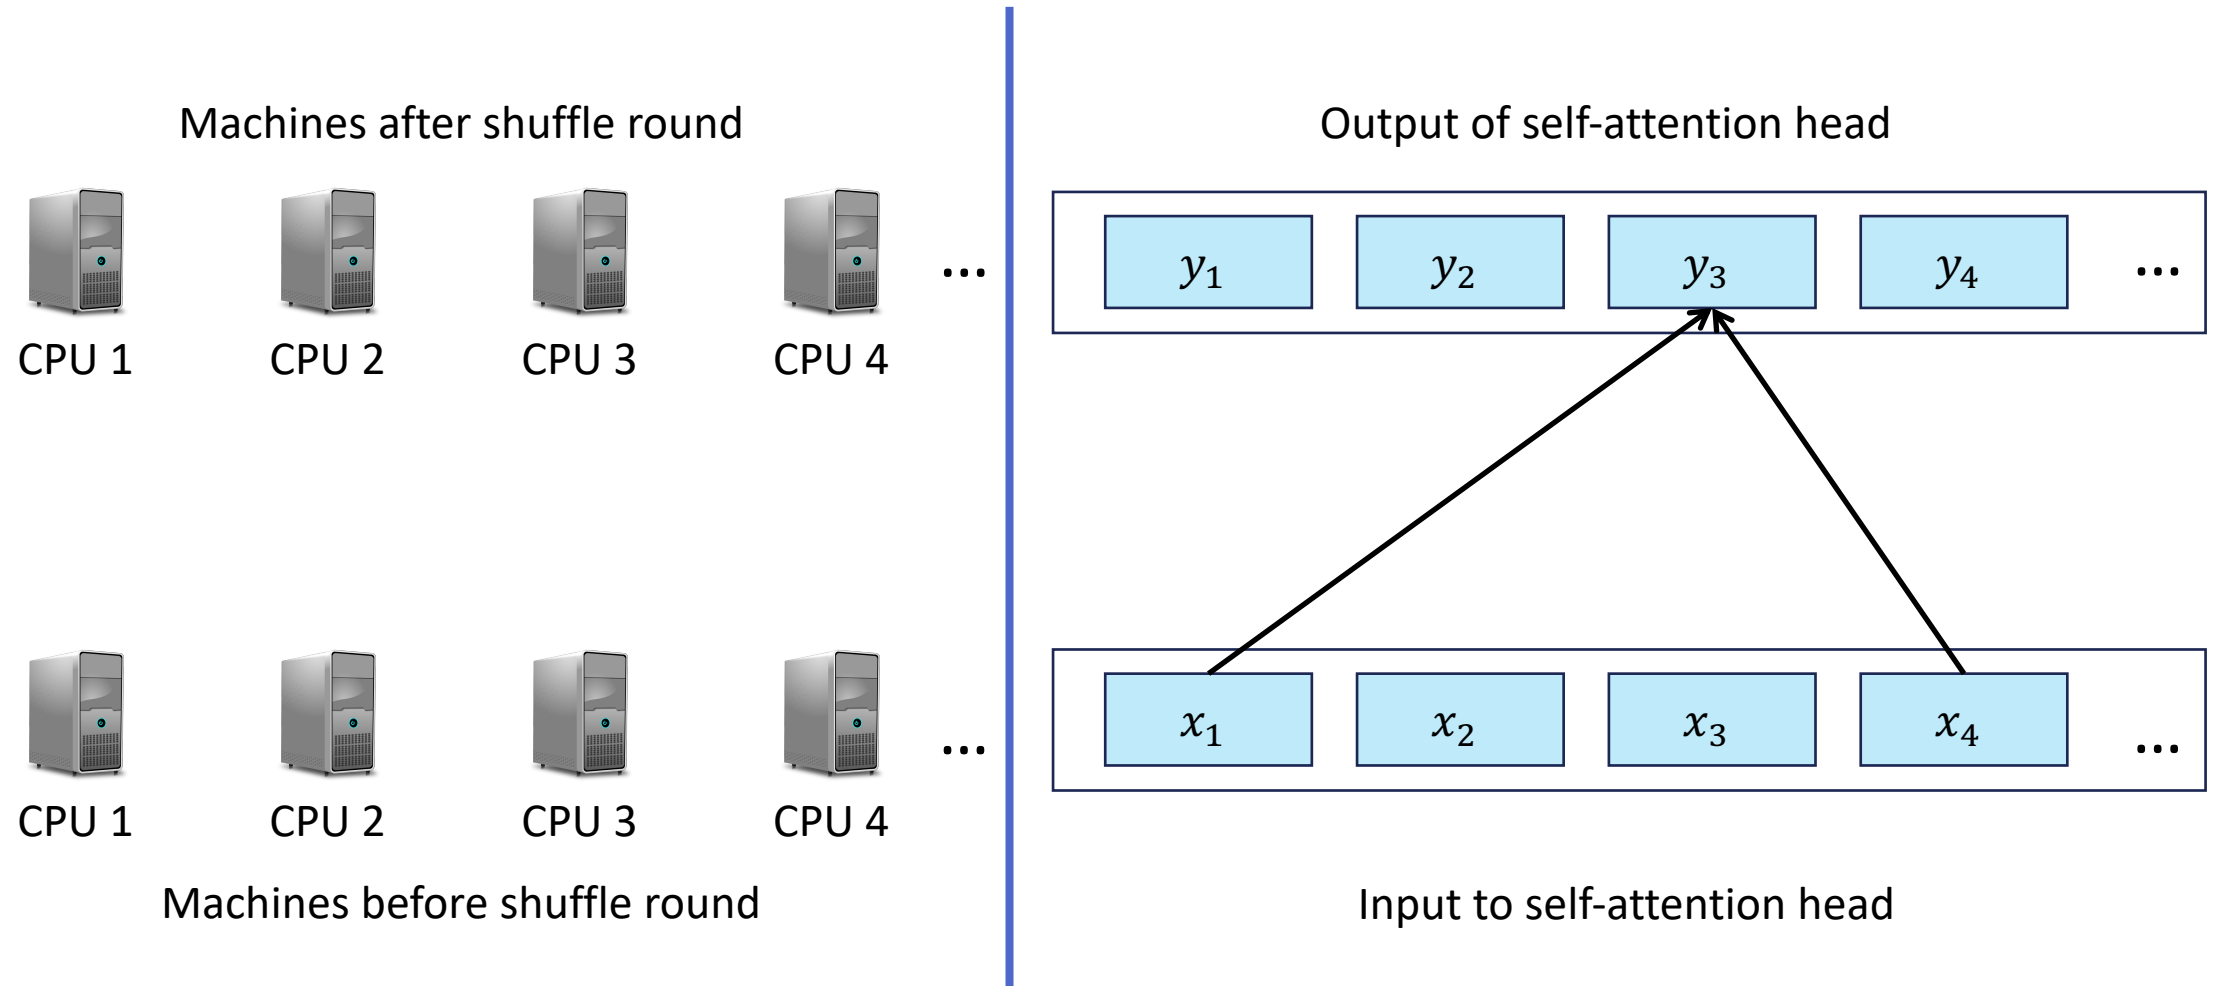 Machines after shuffle round
CPU 1 CPU 2 CPU 3 CPU 4 ...
CPU 1 CPU 2 CPU 3 CPU 4 ...
Machines before shuffle round
Output of self-attention head
y₁ y₂ y₃ y₄ ...
x₁ x₂ x₃ x₄ ...
Input to self-attention head